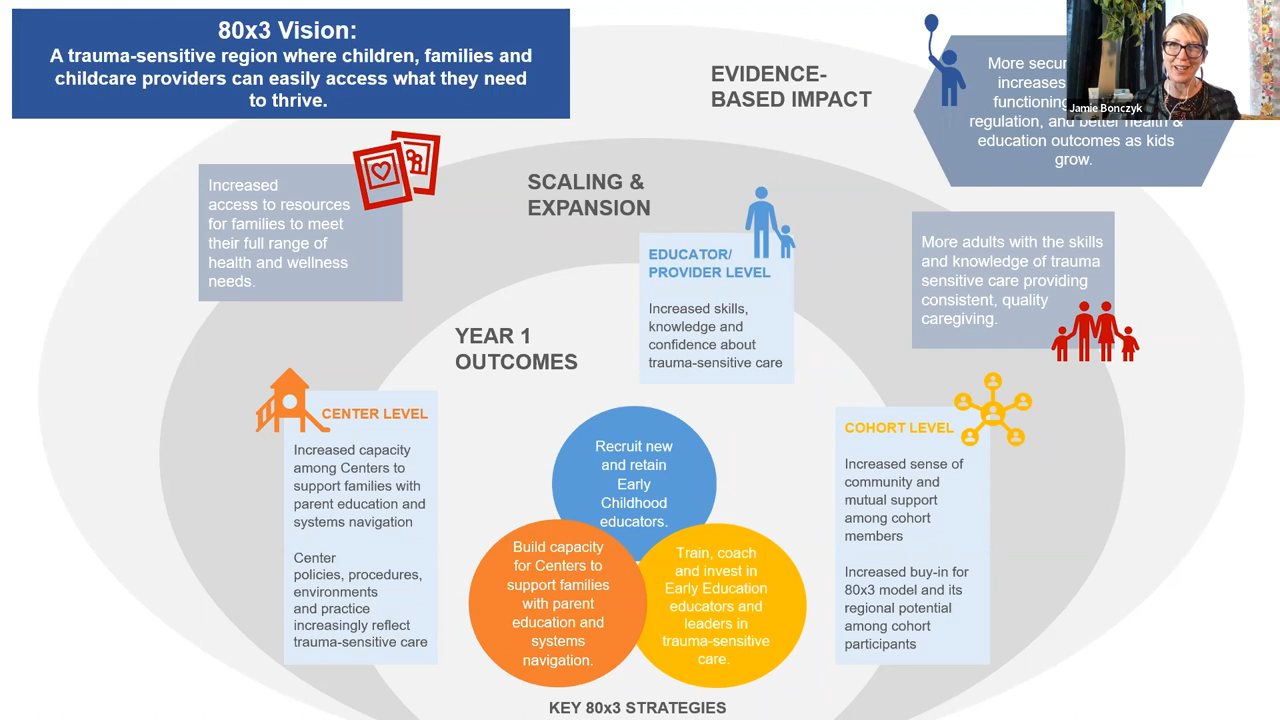 80x3 Vision:
A trauma-sensitive region where children, families and
childcare providers can easily access what they need
to thrive.
EVIDENCE-
BASED IMPACT
More secur
increases
functioning
regulation, and better health &
education outcomes as kids
grow.
Jamie Bonczyk
Increased
access to resources
for families to meet
their full range of
health and wellness
needs.
SCALING &
EXPANSION
More adults with the skills
and knowledge of trauma
sensitive care providing
consistent, quality
caregiving.
EDUCATOR/
PROVIDER LEVEL
Increased skills,
knowledge and
confidence about
trauma-sensitive care
YEAR 1
OUTCOMES
CENTER LEVEL
Increased capacity
among Centers to
support families with
parent education and
systems navigation
Center
policies, procedures,
environments
and practice
increasingly reflect
trauma-sensitive care
Recruit new
and retain
Early
Childhood
educators.
Build capacity
for Centers to
support families
with parent
education and
systems
navigation.
Train, coach
and invest in
Early Education
educators and
leaders in
trauma-sensitive
care.
COHORT LEVEL
Increased sense of
community and
mutual support
among cohort
members
Increased buy-in for
80x3 model and its
regional potential
among cohort
participants
KEY 80x3 STRATEGIES